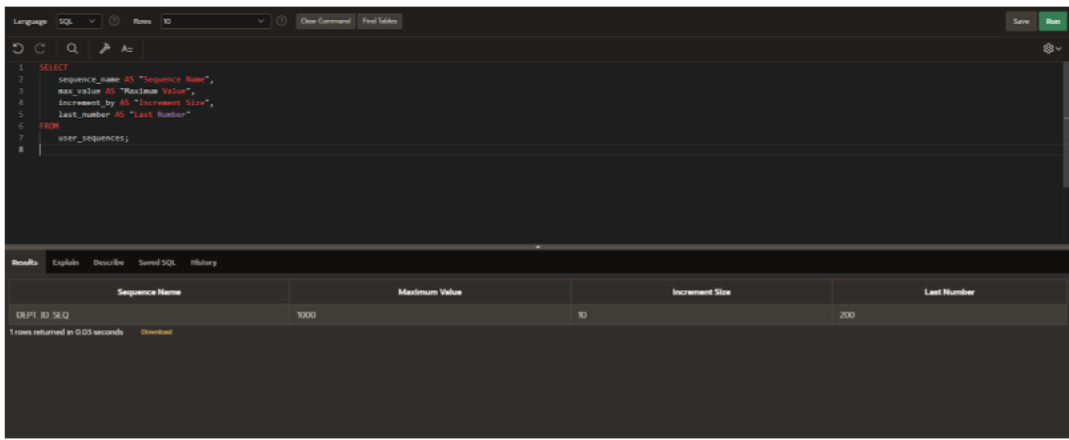 Language SQL Rows 10 Clear Command Find Tables Save Run
A=
1 SELECT
2 sequence_name AS "Sequence Name",
3 max_value AS "Maximum Value",
4 increment_by AS "Increment Size",
5 last_number AS "Last Number"
6 FROM
7 user_sequences;
8
Results Explain Describe Saved SQL History
Sequence Name Maximum Value Increment Size Last Number
DEPT_ID_SEQ 1000 10 200
1 rows returned in 0.03 seconds Download